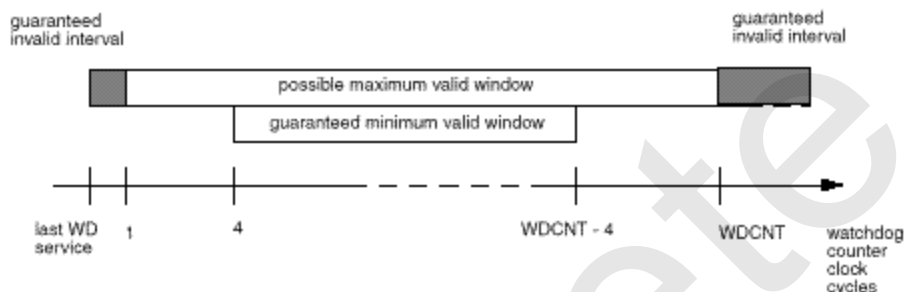 guaranteed
invalid interval
guaranteed
invalid interval
possible maximum valid window
guaranteed minimum valid window
last WD
service
1
4
WDCNT - 4
WDCNT
watchdog
counter
clock
cycles
ete